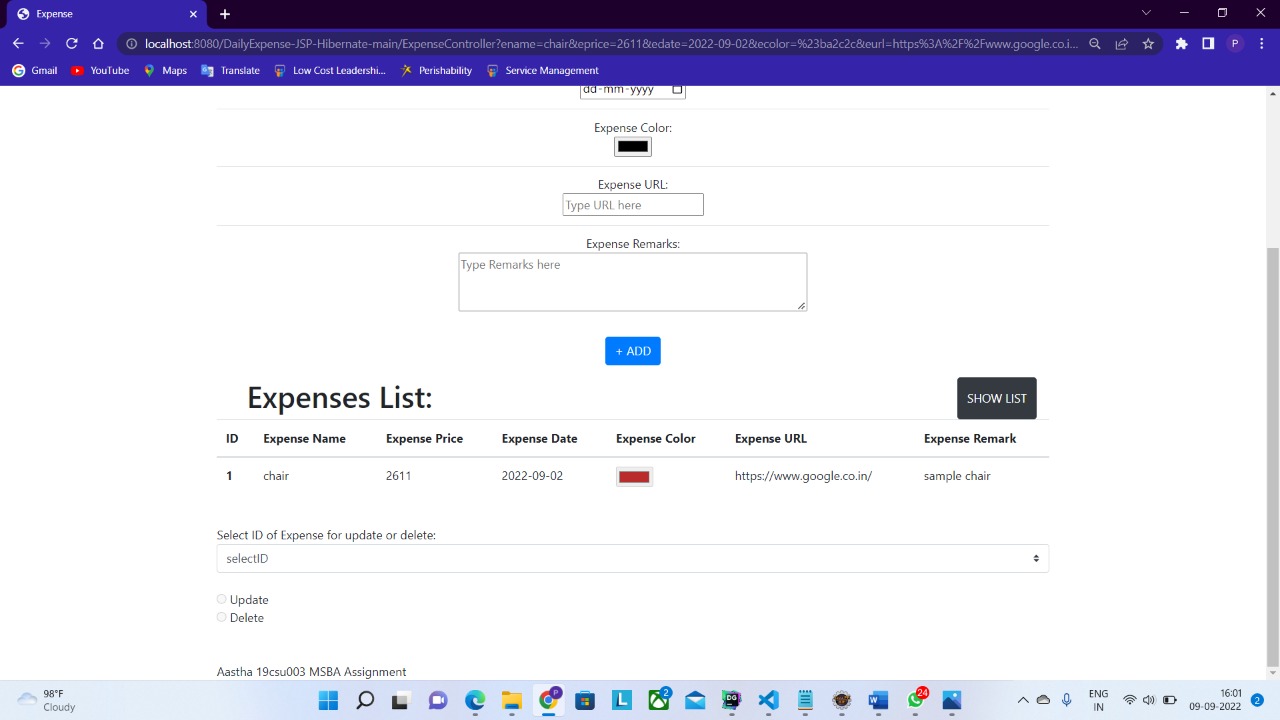 Expense
localhost:8080/DailyExpense-JSP-Hibernate-main/ExpenseController?ename=chair&eprice=2611&edate=2022-09-02&ecolor=%23ba2c2c&eurl=https%3A%2F%2Fwww.google.co.i...
P
Gmail YouTube Maps Translate Low Cost Leadershi... Perishability Service Management
dd-mm-yyyy
Expense Color:
Expense URL:
Type URL here
Expense Remarks:
Type Remarks here
+ ADD
Expenses List:
SHOW LIST
ID Expense Name Expense Price Expense Date Expense Color Expense URL Expense Remark
1 chair 2611 2022-09-02 https://www.google.co.in/ sample chair
Select ID of Expense for update or delete:
selectID
Update
Delete
Aastha 19csu003 MSBA Assignment
98°F
Cloudy
P
L
2
DG
W
24
ENG
IN
16:01
09-09-2022
2